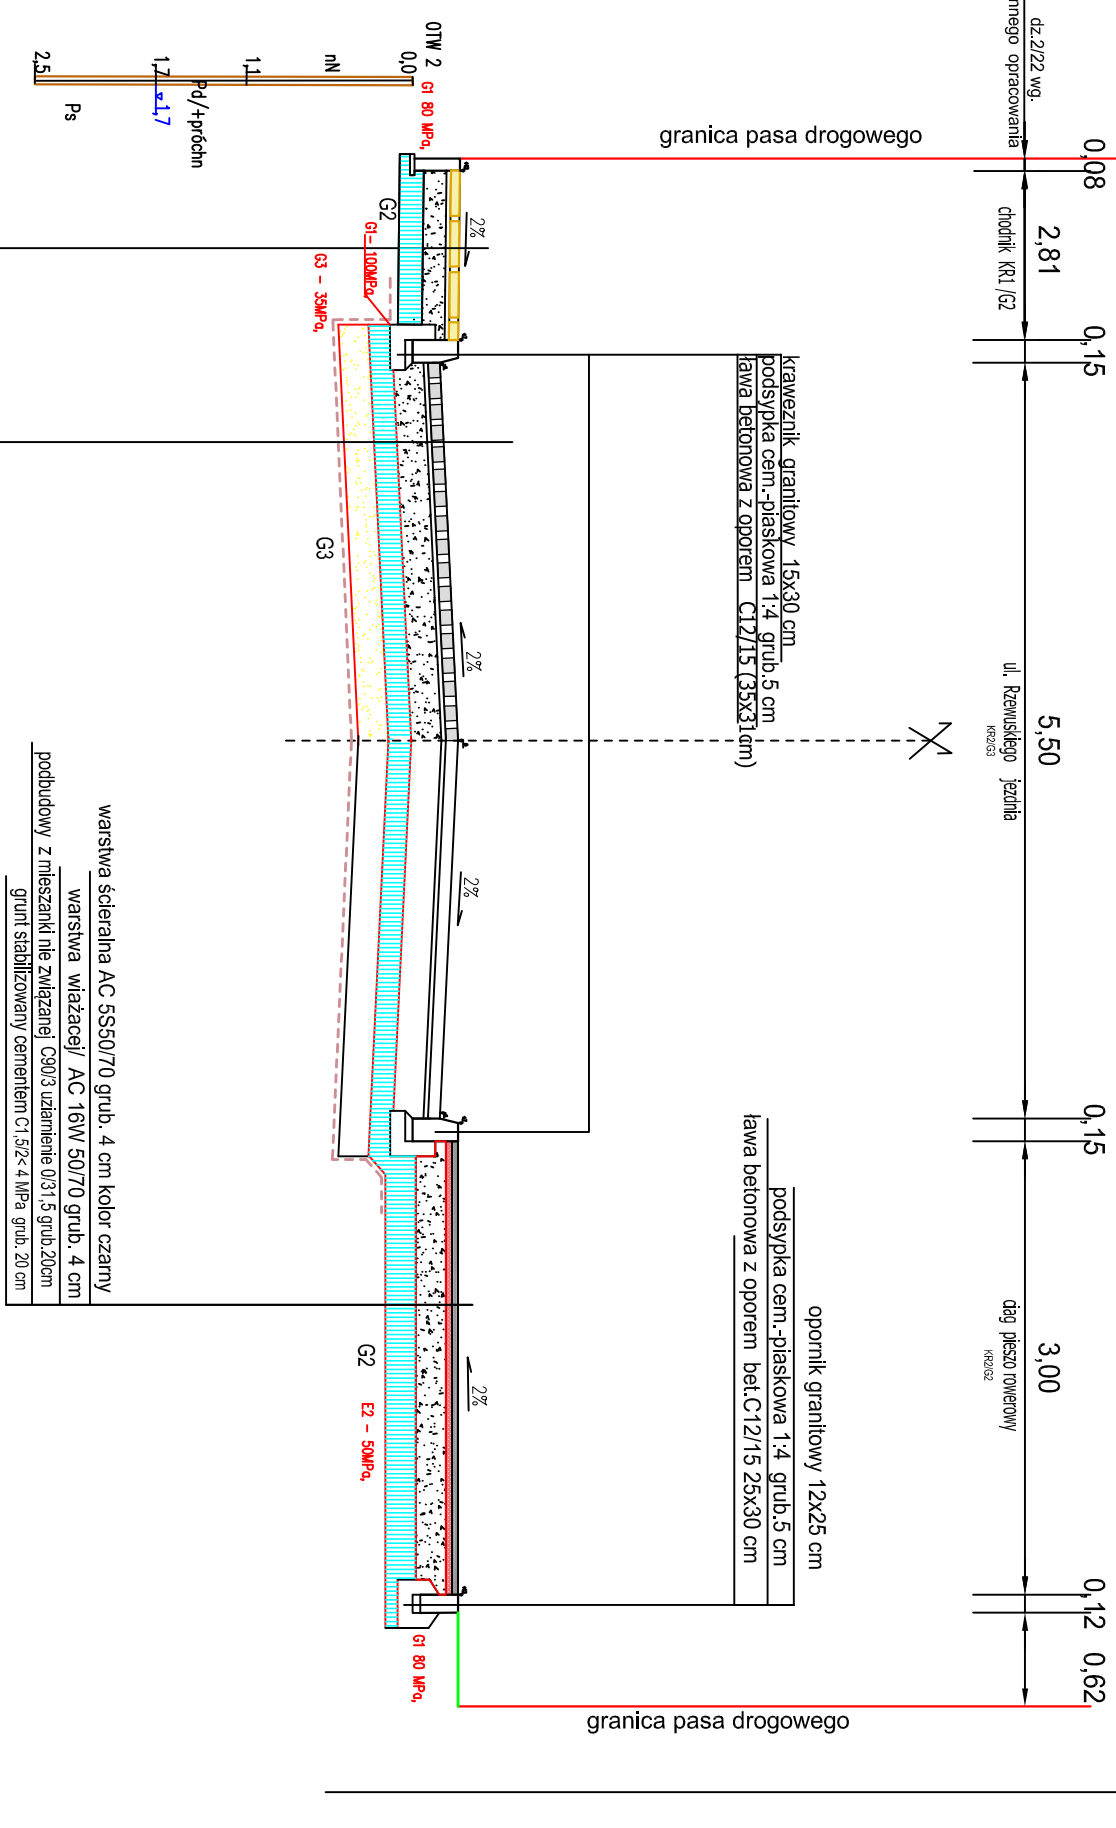 dz.2/22 wg.
nnego opracowania
0,08
2,81
chodnik KR1/G2
0,15
5,50
ul. Rzewuskiego jezdnia
KR2/G3
0,15
3,00
ciąg pieszo rowerowy
KR2/G2
0,12
0,62
granica pasa drogowego
granica pasa drogowego
kraweznik granitowy 15x30 cm
podsypka cem.-piaskowa 1:4 grub.5 cm
ława betonowa z oporem C12/15 (35x31cm)
opornik granitowy 12x25 cm
podsypka cem.-piaskowa 1:4 grub.5 cm
ława betonowa z oporem bet.C12/15 25x30 cm
2%
2%
2%
2%
OTW 2
0,0
nN
1,1
Pd/+próchn
1,7
1,7
Ps
2,5
G1 80 MPa,
G2
G1- 100MPa,
G3 - 35MPa,
G3
G2
E2 - 50MPa,
G1 80 MPa,
warstwa ścieralna AC 5S50/70 grub. 4 cm kolor czarny
warstwa wiażacej/ AC 16W 50/70 grub. 4 cm
podbudowy z mieszanki nie związanej C90/3 uziarnienie 0/31,5 grub.20cm
grunt stabilizowany cementem C1,5/2< 4 MPa grub. 20 cm